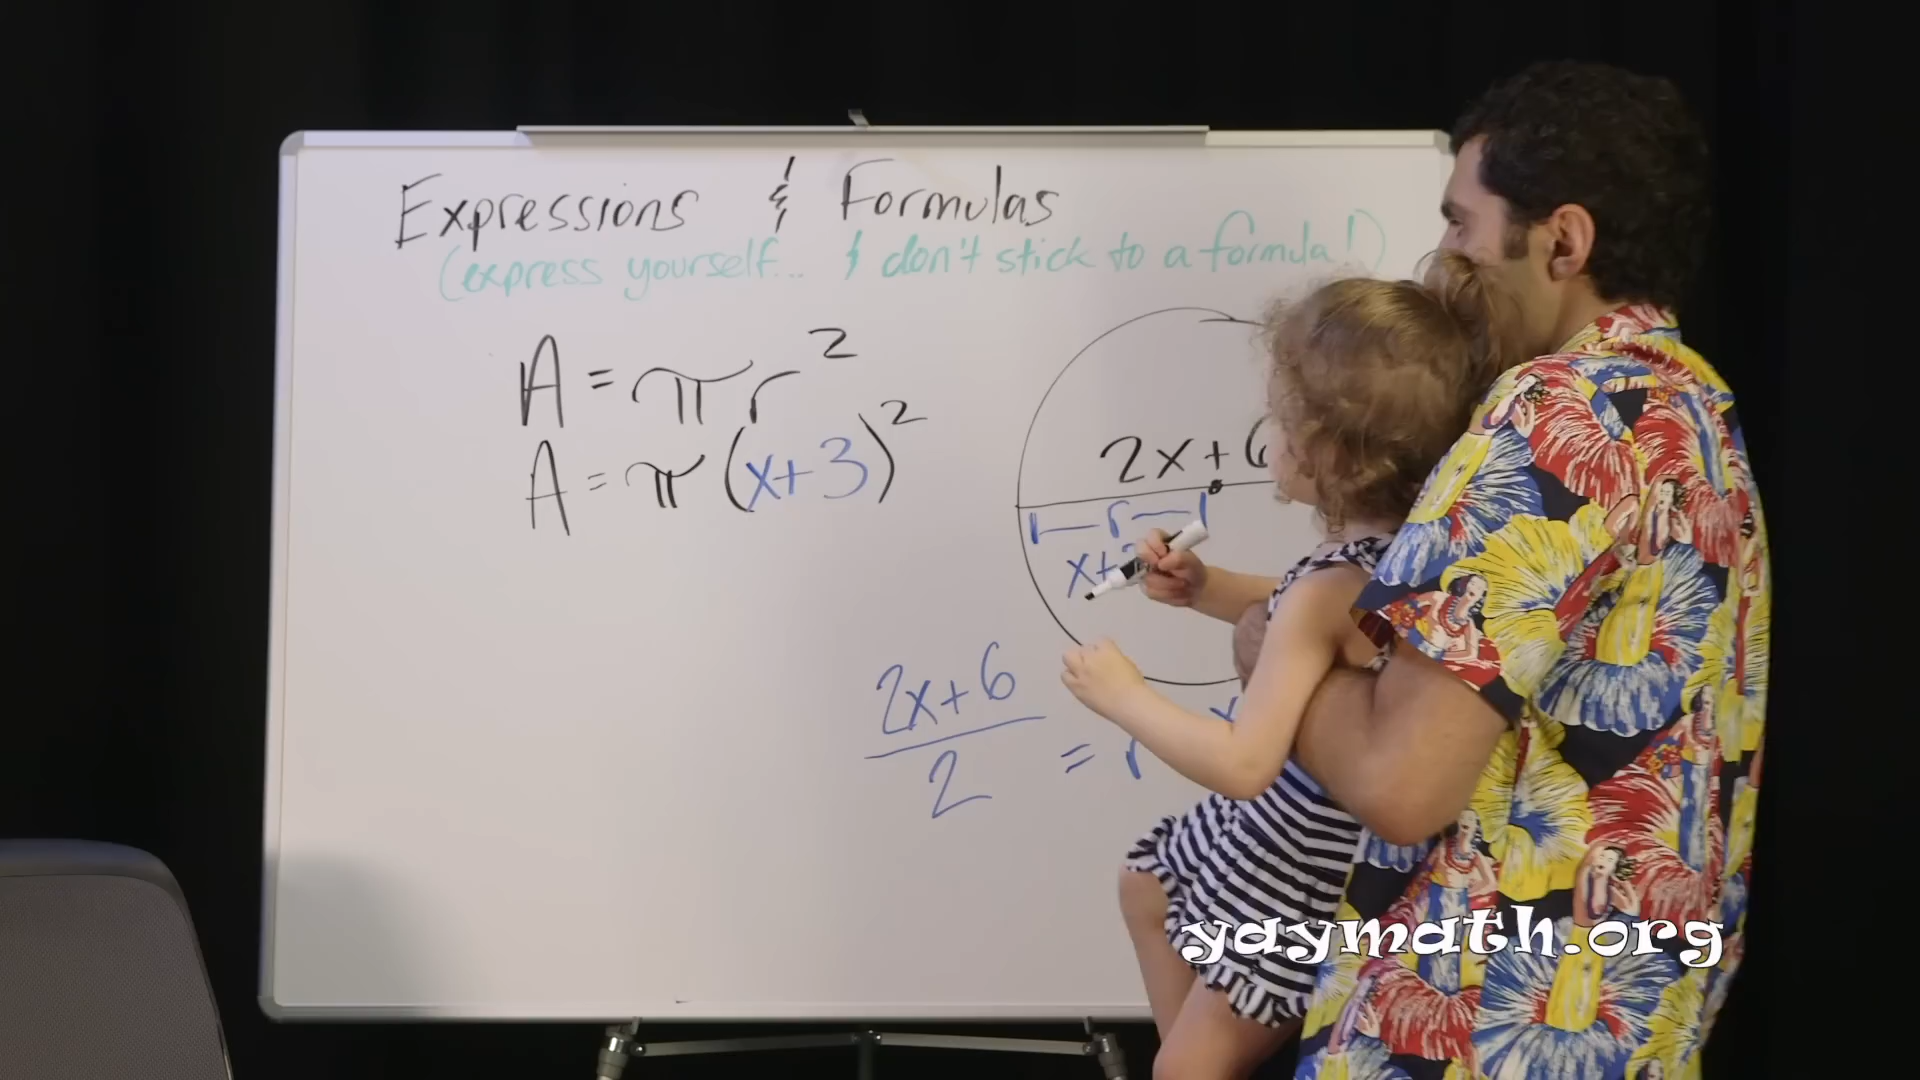 Expressions & Formulas
(express yourself... & don't stick to a formula!)
A = πr²
A = π(x+3)²
2x+6
r
x+
2x+6
2
= r
x
yaymath.org